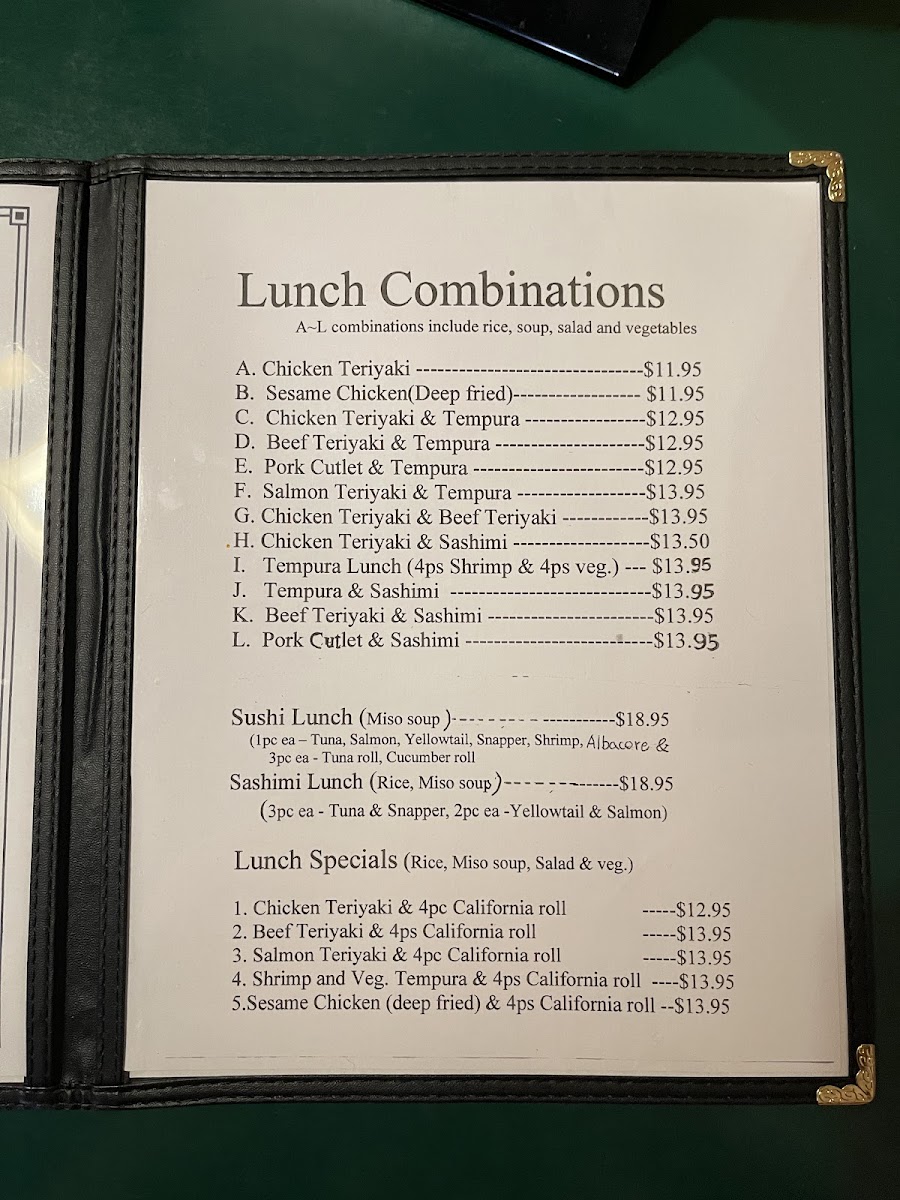 Lunch Combinations
A~L combinations include rice, soup, salad and vegetables
A. Chicken Teriyaki --------------------------------$11.95
B. Sesame Chicken(Deep fried)------------------ $11.95
C. Chicken Teriyaki & Tempura -----------------$12.95
D. Beef Teriyaki & Tempura ---------------------$12.95
E. Pork Cutlet & Tempura ------------------------$12.95
F. Salmon Teriyaki & Tempura ------------------$13.95
G. Chicken Teriyaki & Beef Teriyaki ------------$13.95
H. Chicken Teriyaki & Sashimi -------------------$13.50
I. Tempura Lunch (4ps Shrimp & 4ps veg.) --- $13.95
J. Tempura & Sashimi ----------------------------$13.95
K. Beef Teriyaki & Sashimi -----------------------$13.95
L. Pork Cutlet & Sashimi --------------------------$13.95
Sushi Lunch (Miso soup )---------- -----------$18.95
(1pc ea – Tuna, Salmon, Yellowtail, Snapper, Shrimp, Albacore &
3pc ea - Tuna roll, Cucumber roll
Sashimi Lunch (Rice, Miso soup)---------------$18.95
(3pc ea - Tuna & Snapper, 2pc ea -Yellowtail & Salmon)
Lunch Specials (Rice, Miso soup, Salad & veg.)
1. Chicken Teriyaki & 4pc California roll -----$12.95
2. Beef Teriyaki & 4ps California roll -----$13.95
3. Salmon Teriyaki & 4pc California roll -----$13.95
4. Shrimp and Veg. Tempura & 4ps California roll ----$13.95
5.Sesame Chicken (deep fried) & 4ps California roll --$13.95